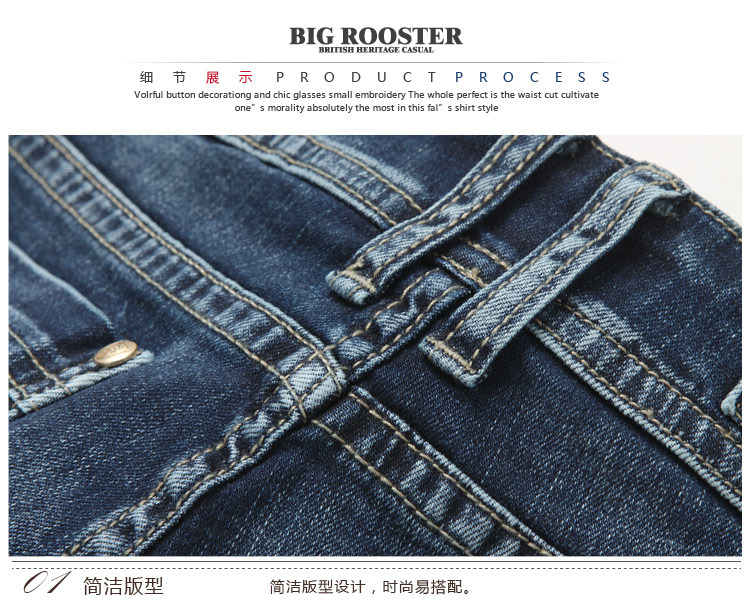 BIG ROOSTER
BRITISH HERITAGE CASUAL
细节展示 PRODUCT PROCESS
Volrful button decorationg and chic glasses small embroidery The whole perfect is the waist cut cultivate
one”s morality absolutely the most in this fal”s shirt style
01 简洁版型 简洁版型设计，时尚易搭配。